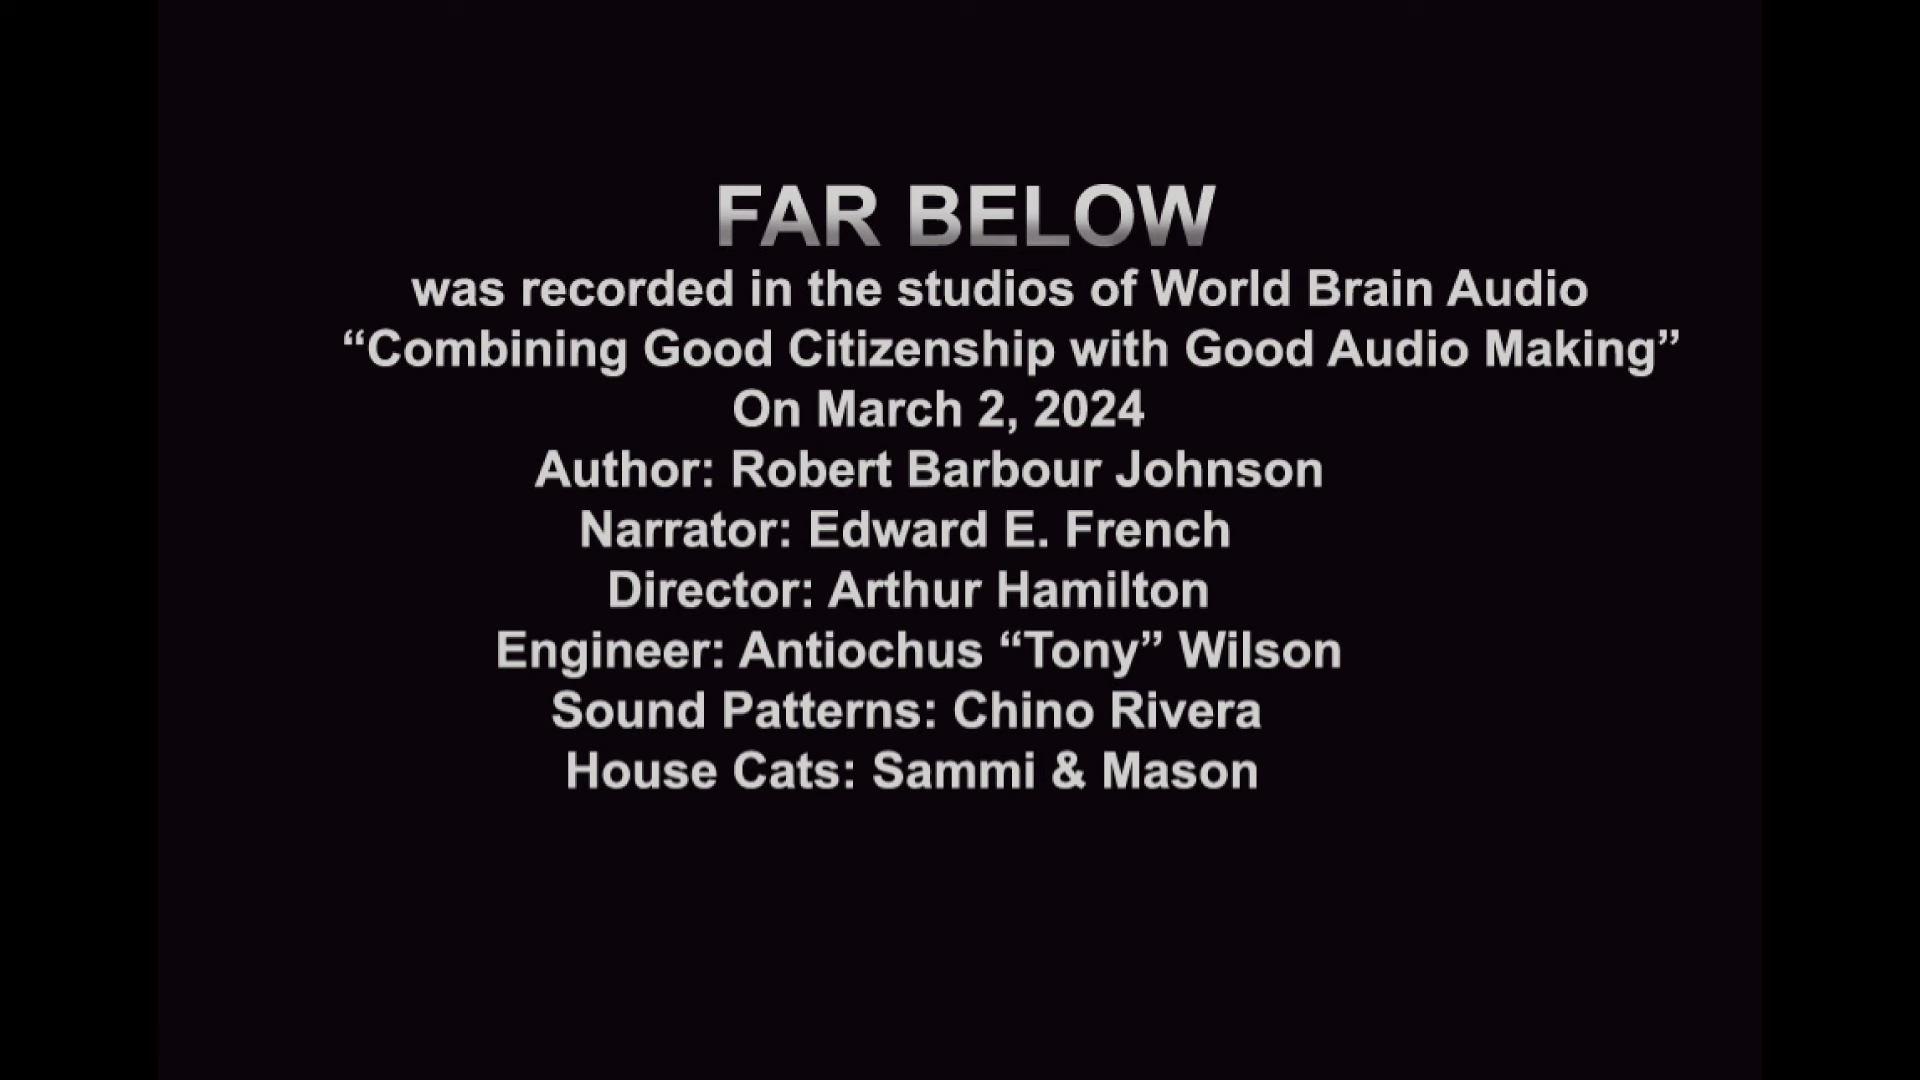 FAR BELOW
was recorded in the studios of World Brain Audio
“Combining Good Citizenship with Good Audio Making”
On March 2, 2024
Author: Robert Barbour Johnson
Narrator: Edward E. French
Director: Arthur Hamilton
Engineer: Antiochus “Tony” Wilson
Sound Patterns: Chino Rivera
House Cats: Sammi & Mason